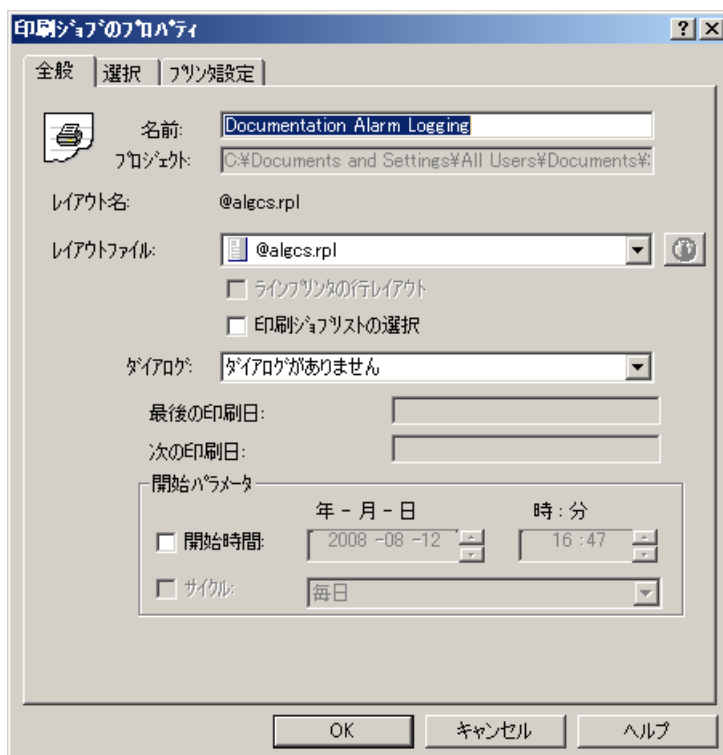 印刷ｼﾞｮﾌﾞのﾌﾟﾛﾊﾟﾃｨ
全般 選択 ﾌﾟﾘﾝﾀ設定
名前: Documentation Alarm Logging
ﾌﾟﾛｼﾞｪｸﾄ: C:¥Documents and Settings¥All Users¥Documents¥
ﾚｲｱｳﾄ名: @algcs.rpl
ﾚｲｱｳﾄﾌｧｲﾙ: @algcs.rpl
ﾗｲﾝﾌﾟﾘﾝﾀの行ﾚｲｱｳﾄ
印刷ｼﾞｮﾌﾞﾘｽﾄの選択
ﾀﾞｲｱﾛｸﾞ: ﾀﾞｲｱﾛｸﾞがありません
最後の印刷日:
次の印刷日:
開始ﾊﾟﾗﾒｰﾀ
年 - 月 - 日 時 : 分
開始時間: 2008 -08 -12 16 :47
ｻｲｸﾙ: 毎日
OK ｷｬﾝｾﾙ ﾍﾙﾌﾟ